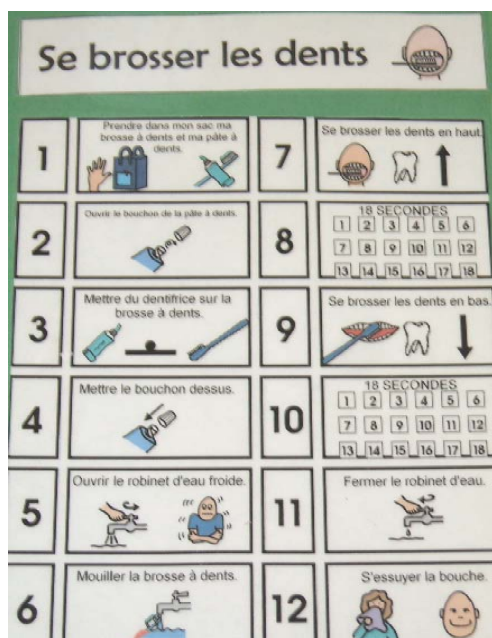 Se brosser les dents
1
Prendre dans mon sac ma
brosse à dents et ma pâte à
dents.
2
Ouvrir le bouchon de la pâte à dents.
3
Mettre du dentifrice sur la
brosse à dents.
4
Mettre le bouchon dessus.
5
Ouvrir le robinet d'eau froide.
6
Mouiller la brosse à dents.
7
Se brosser les dents en haut.
8
18 SECONDES
1 2 3 4 5 6
7 8 9 10 11 12
13 14 15 16 17 18
9
Se brosser les dents en bas.
10
18 SECONDES
1 2 3 4 5 6
7 8 9 10 11 12
13 14 15 16 17 18
11
Fermer le robinet d'eau.
12
S'essuyer la bouche.